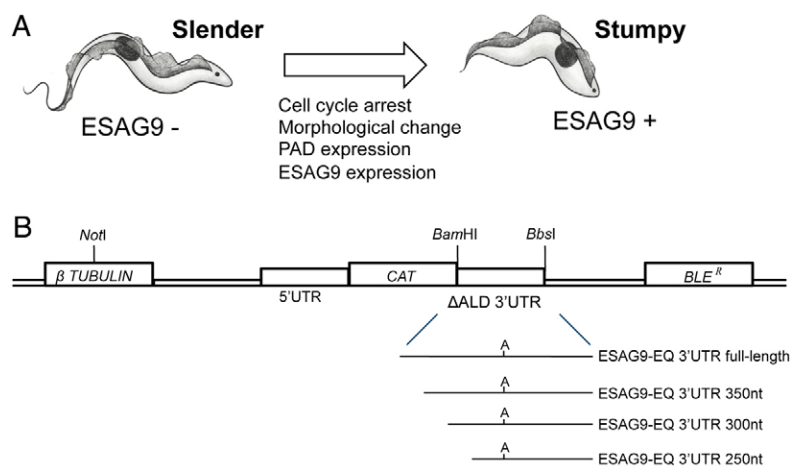 A
Slender
Stumpy
ESAG9 -
ESAG9 +
Cell cycle arrest
Morphological change
PAD expression
ESAG9 expression
B
NotI
BamHI
BbsI
β TUBULIN
CAT
BLE R
5'UTR
ΔALD 3'UTR
A
ESAG9-EQ 3'UTR full-length
A
ESAG9-EQ 3'UTR 350nt
A
ESAG9-EQ 3'UTR 300nt
A
ESAG9-EQ 3'UTR 250nt